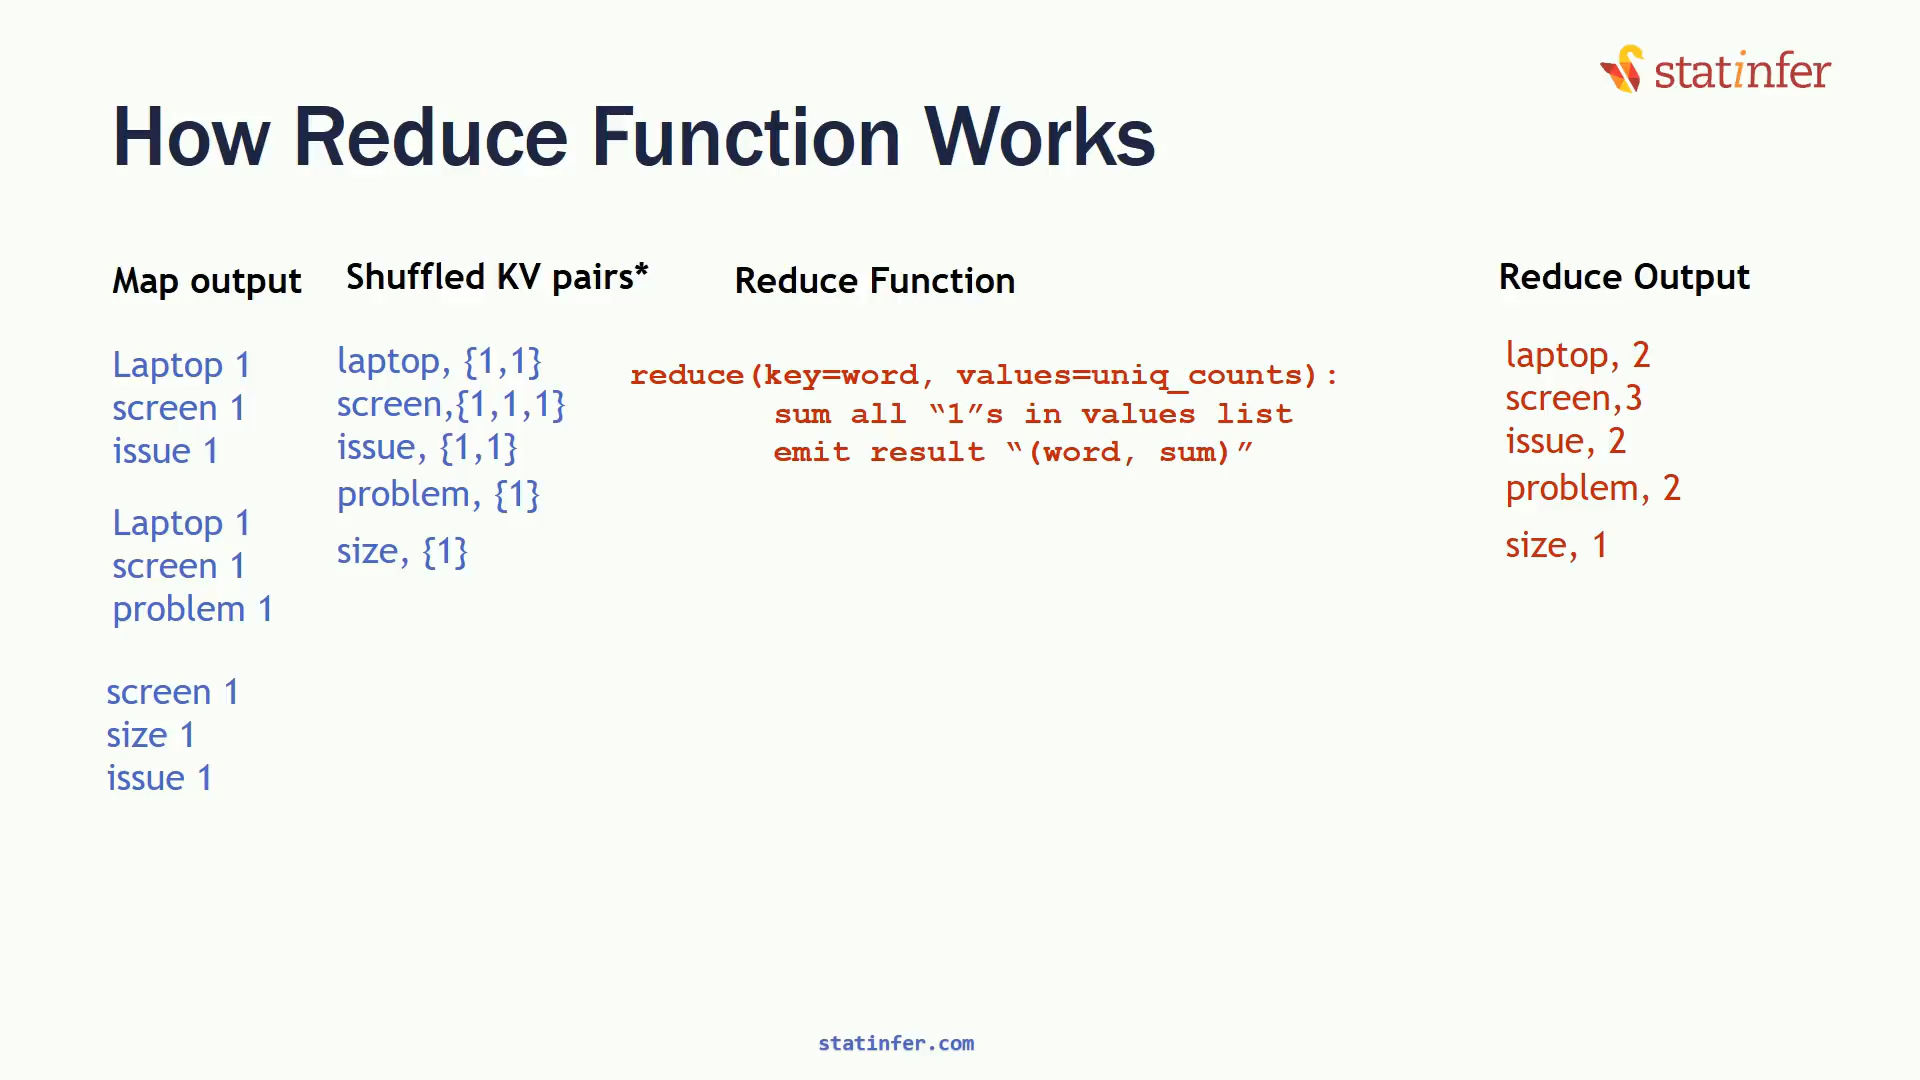 statinfer
How Reduce Function Works
Map output
Laptop 1
screen 1
issue 1
Laptop 1
screen 1
problem 1
screen 1
size 1
issue 1
Shuffled KV pairs*
laptop, {1,1}
screen,{1,1,1}
issue, {1,1}
problem, {1}
size, {1}
Reduce Function
reduce(key=word, values=uniq_counts):
sum all “1”s in values list
emit result “(word, sum)”
Reduce Output
laptop, 2
screen,3
issue, 2
problem, 2
size, 1
statinfer.com